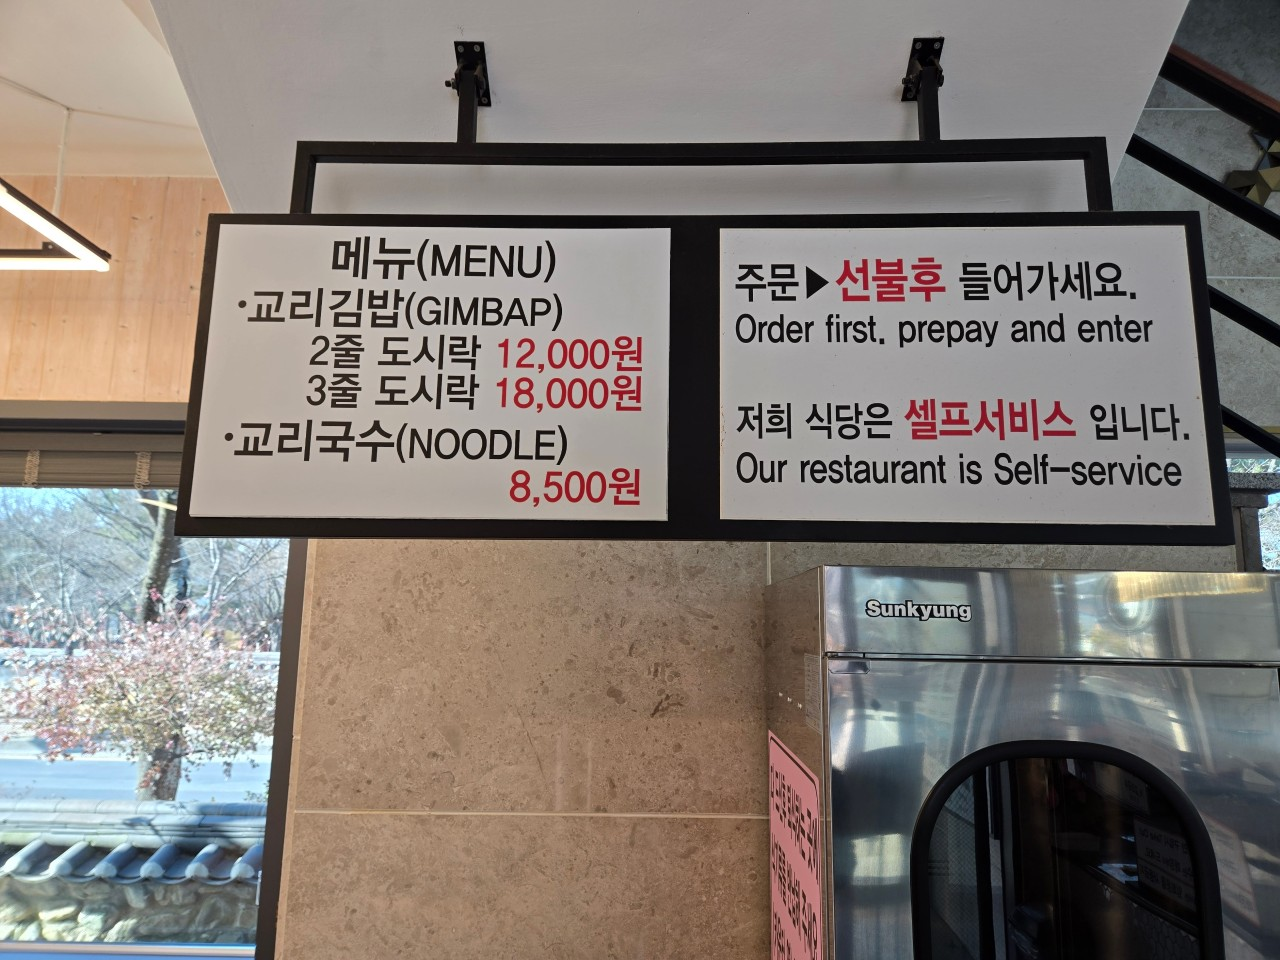 메뉴(MENU)
·교리김밥(GIMBAP)
2줄 도시락 12,000원
3줄 도시락 18,000원
·교리국수(NOODLE)
8,500원
주문▶선불후 들어가세요.
Order first. prepay and enter
저희 식당은 셀프서비스 입니다.
Our restaurant is Self-service
Sunkyung